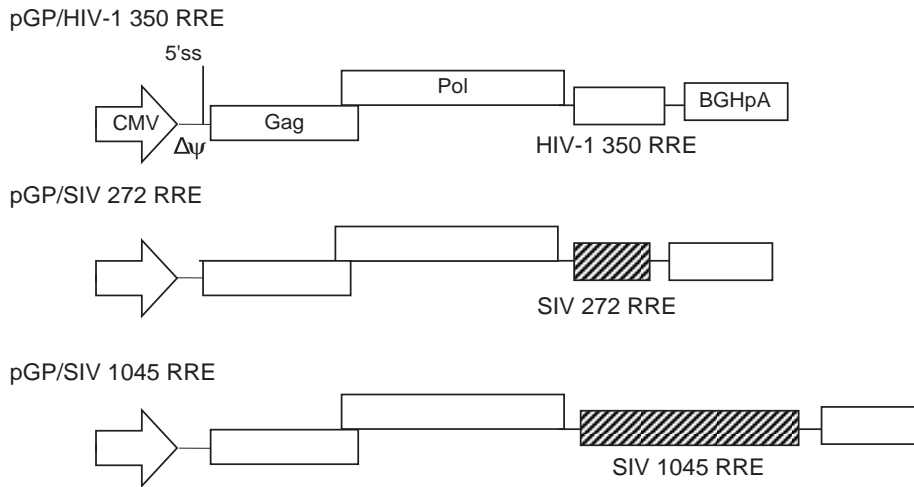 pGP/HIV-1 350 RRE
5'ss
Pol
BGHpA
CMV
Gag
Δψ
HIV-1 350 RRE
pGP/SIV 272 RRE
SIV 272 RRE
pGP/SIV 1045 RRE
SIV 1045 RRE